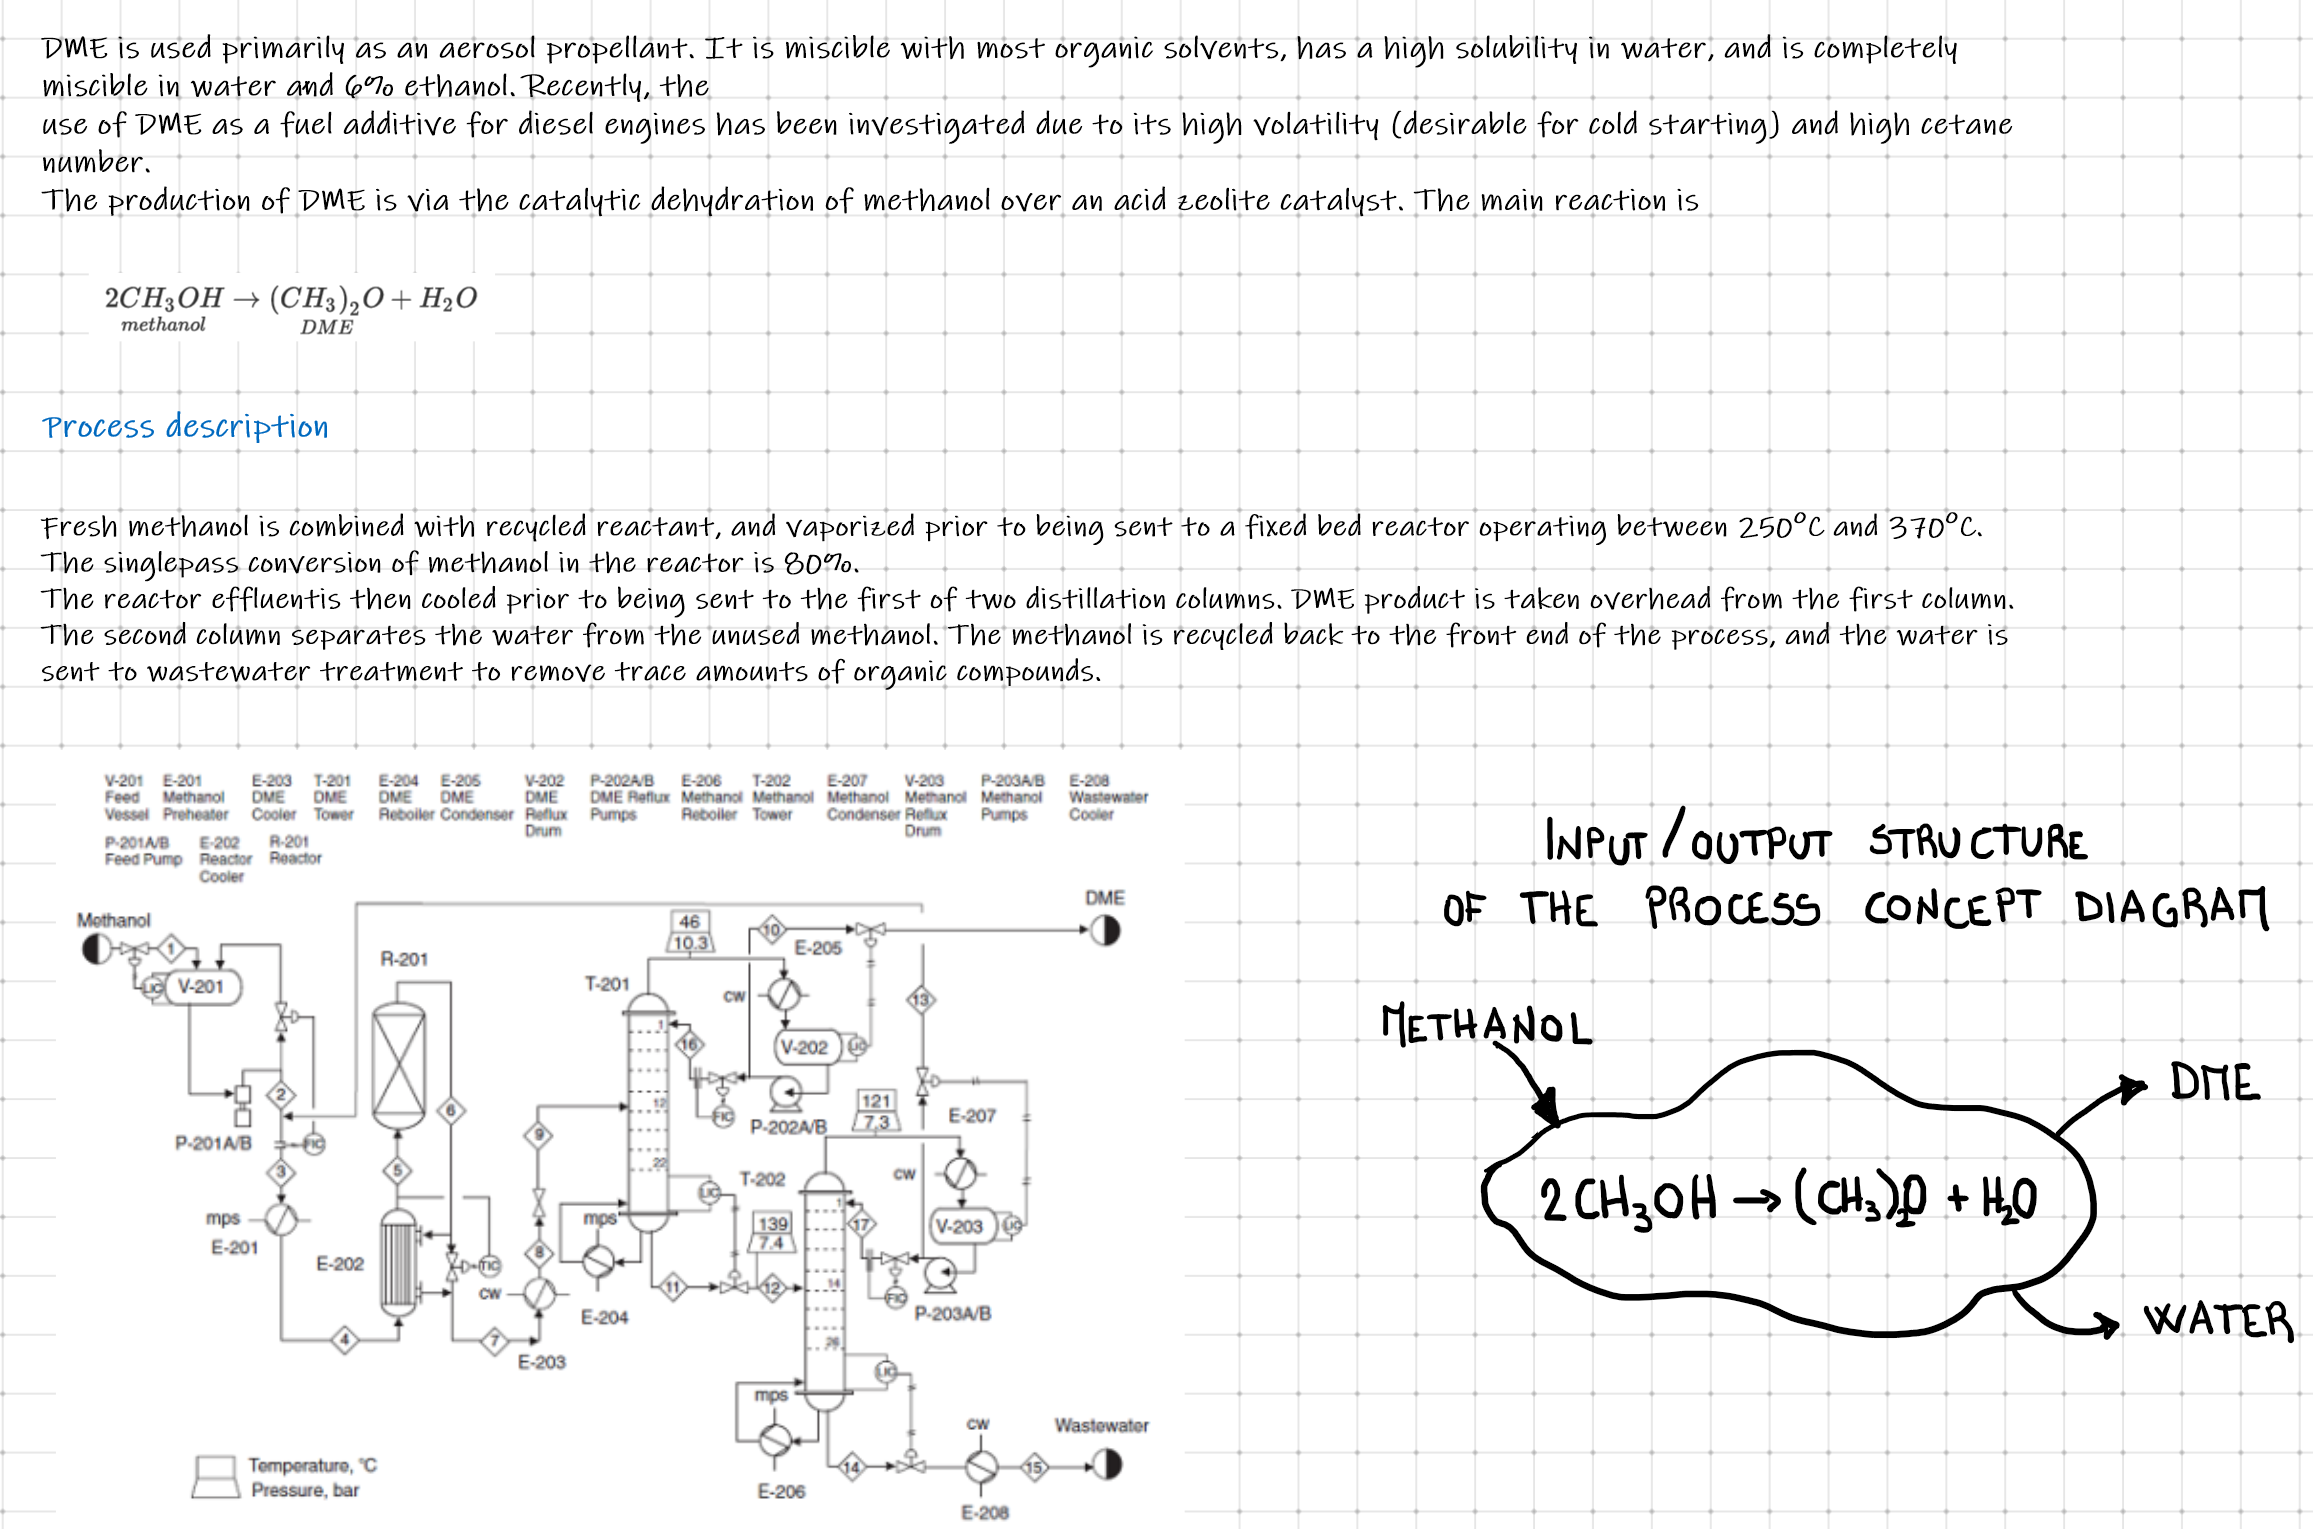 DME is used primarily as an aerosol propellant. It is miscible with most organic solvents, has a high solubility in water, and is completely
miscible in water and 6% ethanol. Recently, the
use of DME as a fuel additive for diesel engines has been investigated due to its high volatility (desirable for cold starting) and high cetane
number.
The production of DME is via the catalytic dehydration of methanol over an acid zeolite catalyst. The main reaction is
2CH₃OH → (CH₃)₂O + H₂O
methanol DME
Process description
Fresh methanol is combined with recycled reactant, and vaporized prior to being sent to a fixed bed reactor operating between 250°C and 370°C.
The singlepass conversion of methanol in the reactor is 80%.
The reactor effluentis then cooled prior to being sent to the first of two distillation columns. DME product is taken overhead from the first column.
The second column separates the water from the unused methanol. The methanol is recycled back to the front end of the process, and the water is
sent to wastewater treatment to remove trace amounts of organic compounds.
V-201 E-201 E-203 T-201 E-204 E-205 V-202 P-202A/B E-206 T-202 E-207 V-203 P-203A/B E-208
Feed Methanol DME DME DME DME DME DME Reflux Methanol Methanol Methanol Methanol Methanol Wastewater
Vessel Preheater Cooler Tower Reboiler Condenser Reflux Pumps Reboiler Tower Condenser Reflux Pumps Cooler
Drum Drum
P-201A/B E-202 R-201
Feed Pump Reactor Reactor
Cooler
DME
Methanol
46
10.3
10
1
E-205
R-201
V-201
LIC
T-201
CW
13
1
16
V-202
LIC
2
121
7.3
6
12
FIC
E-207
P-202A/B
9
P-201A/B
FIC
3
5
22
T-202
CW
LIC
1
mps
mps
139
7.4
17
V-203
LIC
E-201
E-202
8
TIC
CW
11
12
14
FIC
E-204
P-203A/B
4
7
26
E-203
LIC
mps
CW
Wastewater
14
15
Temperature, °C
Pressure, bar
E-206
E-208
INPUT/OUTPUT STRUCTURE
OF THE PROCESS CONCEPT DIAGRAM
METHANOL
DME
2CH₃OH → (CH₃)₂O + H₂O
WATER